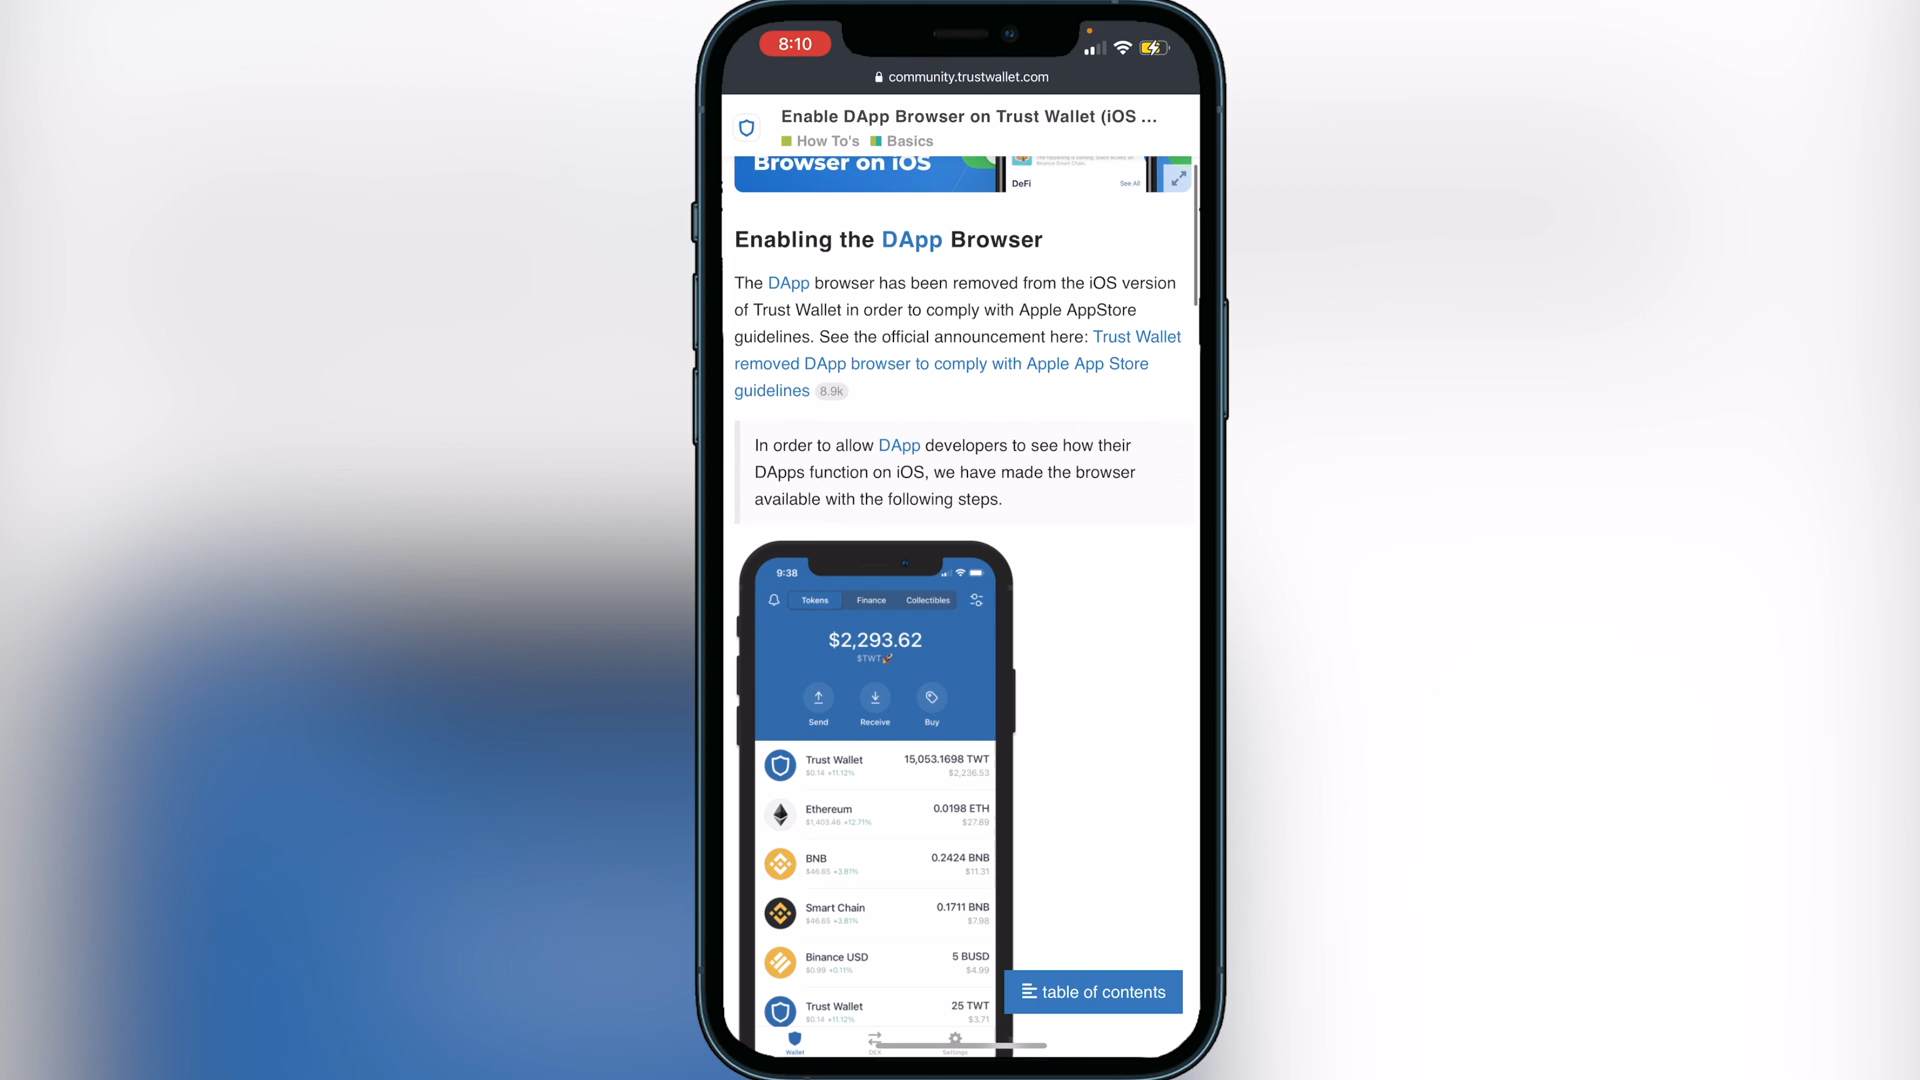 8:10
community.trustwallet.com
Enable DApp Browser on Trust Wallet (iOS ...
How To's Basics
Browser on iOS
Binance Smart Chain.
DeFi See All
Enabling the DApp Browser
The DApp browser has been removed from the iOS version
of Trust Wallet in order to comply with Apple AppStore
guidelines. See the official announcement here: Trust Wallet
removed DApp browser to comply with Apple App Store
guidelines 8.9k
In order to allow DApp developers to see how their
DApps function on iOS, we have made the browser
available with the following steps.
9:38
Tokens Finance Collectibles
$2,293.62
$TWT🚀
Send Receive Buy
Trust Wallet 15,053.1698 TWT
$0.14 +11.12% $2,236.53
Ethereum 0.0198 ETH
$1,403.46 +12.71% $27.89
BNB 0.2424 BNB
$46.65 +3.81% $11.31
Smart Chain 0.1711 BNB
$46.65 +3.81% $7.98
Binance USD 5 BUSD
$0.99 +0.11% $4.99
Trust Wallet 25 TWT
$0.14 +11.12% $3.71
table of contents
Wallet DEX Settings